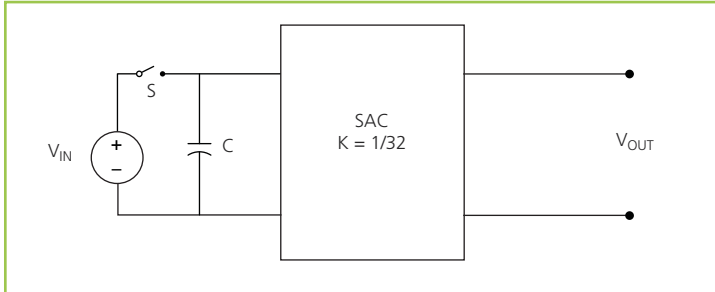 S
SAC
K = 1/32
V_IN
+
−
C
V_OUT